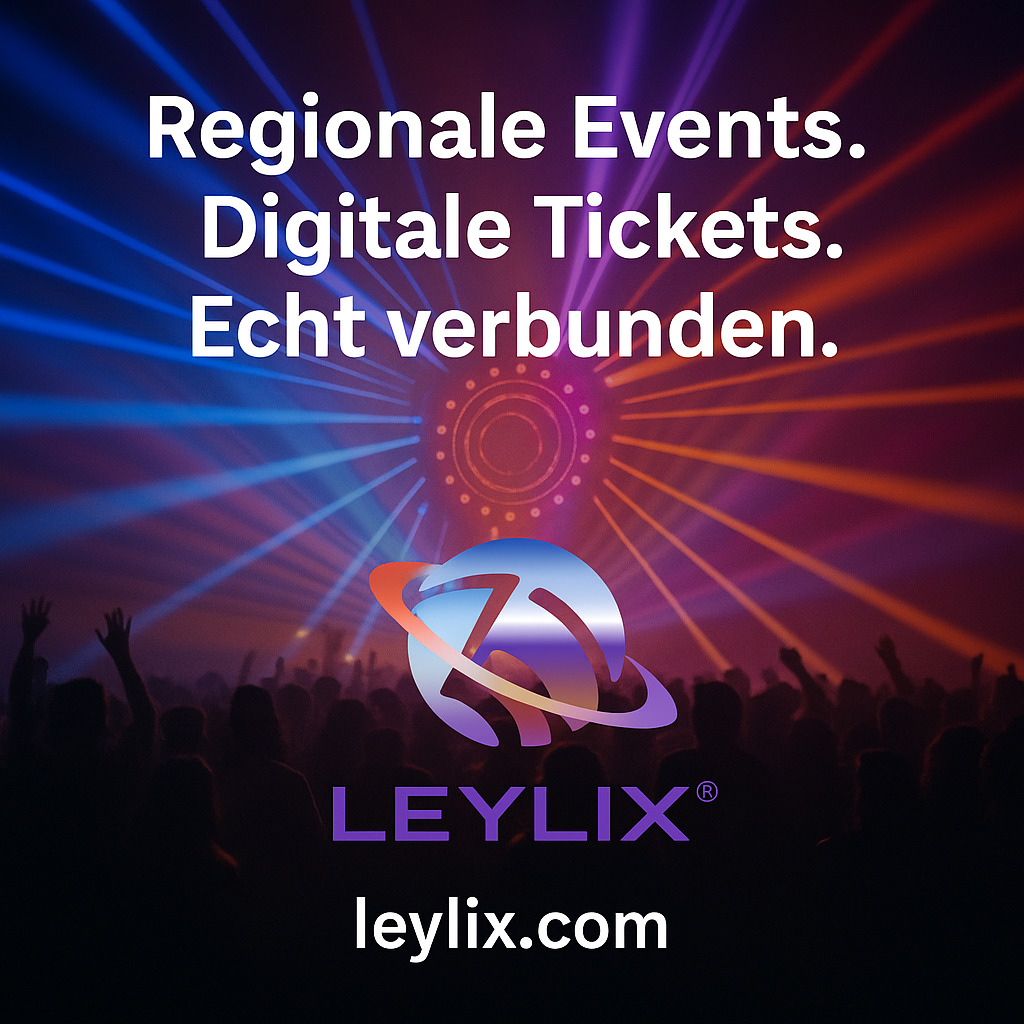 Regionale Events.
Digitale Tickets.
Echt verbunden.
LEYLIX®
leylix.com